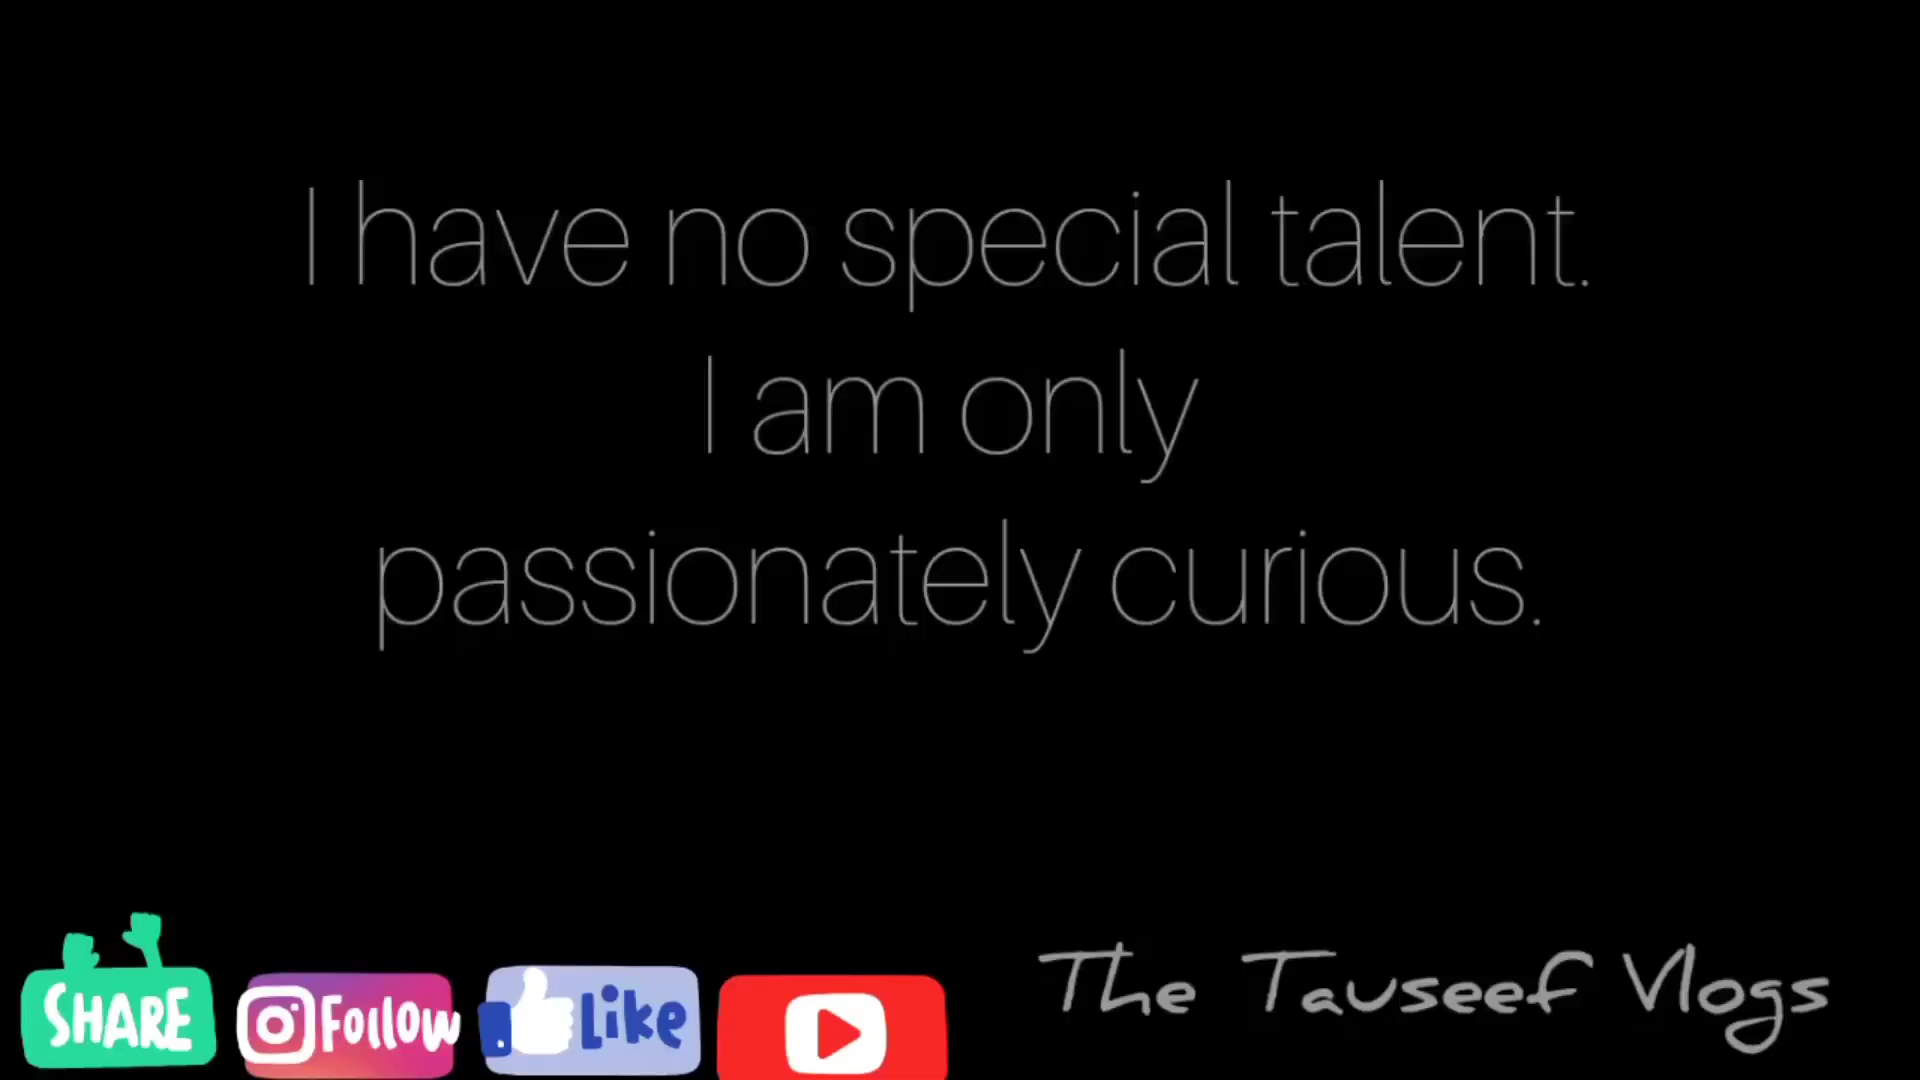 I have no special talent.
I am only
passionately curious.
SHARE
Follow
Like
The Tauseef Vlogs